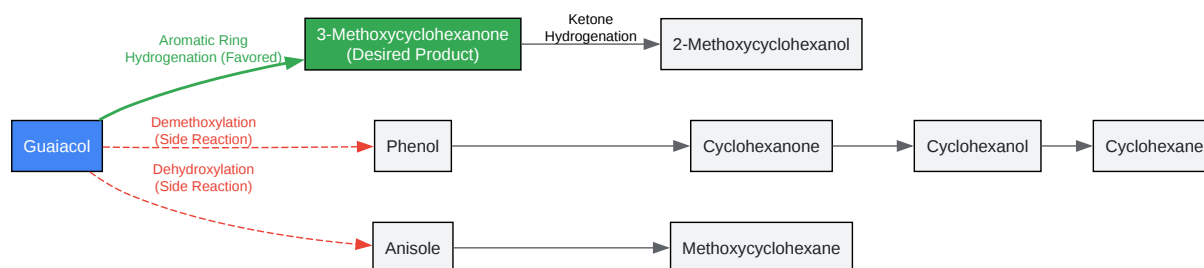 Aromatic Ring
Hydrogenation (Favored)
3-Methoxycyclohexanone
(Desired Product)
Ketone
Hydrogenation
2-Methoxycyclohexanol
Guaiacol
Demethoxylation
(Side Reaction)
Phenol
Cyclohexanone
Cyclohexanol
Cyclohexane
Dehydroxylation
(Side Reaction)
Anisole
Methoxycyclohexane